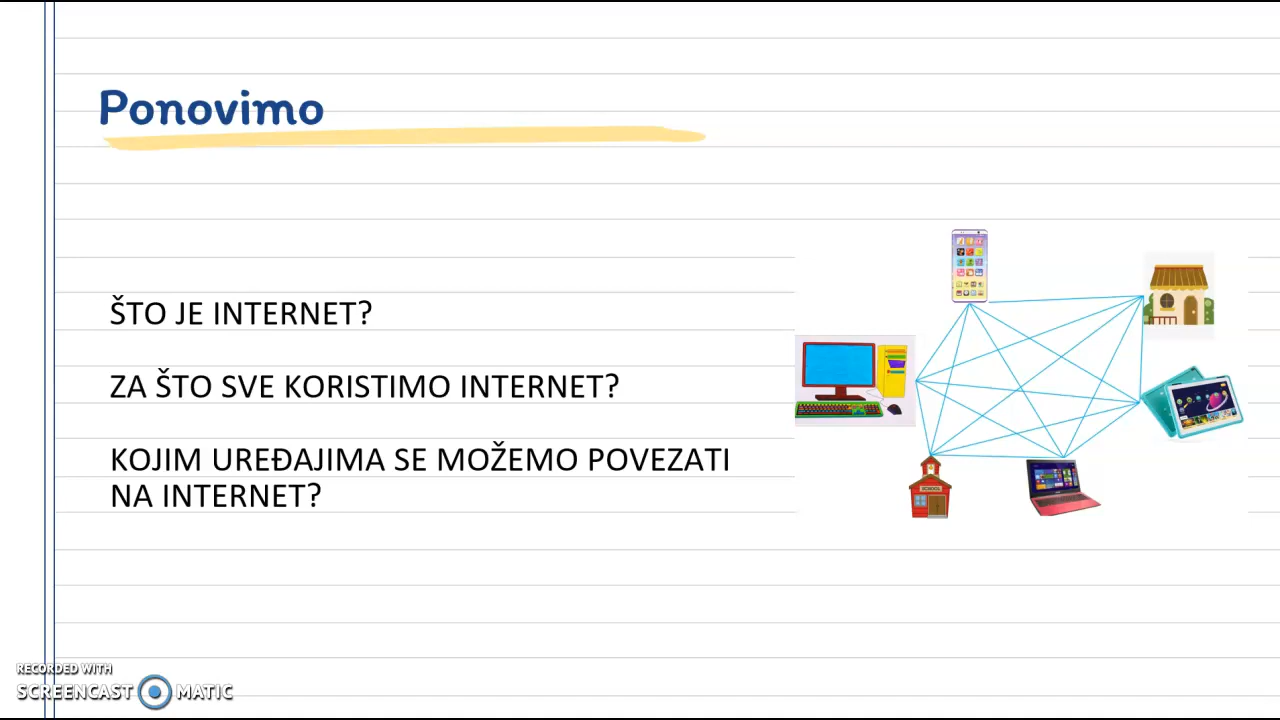 Ponovimo
ŠTO JE INTERNET?
ZA ŠTO SVE KORISTIMO INTERNET?
KOJIM UREĐAJIMA SE MOŽEMO POVEZATI
NA INTERNET?
RECORDED WITH
SCREENCAST MATIC